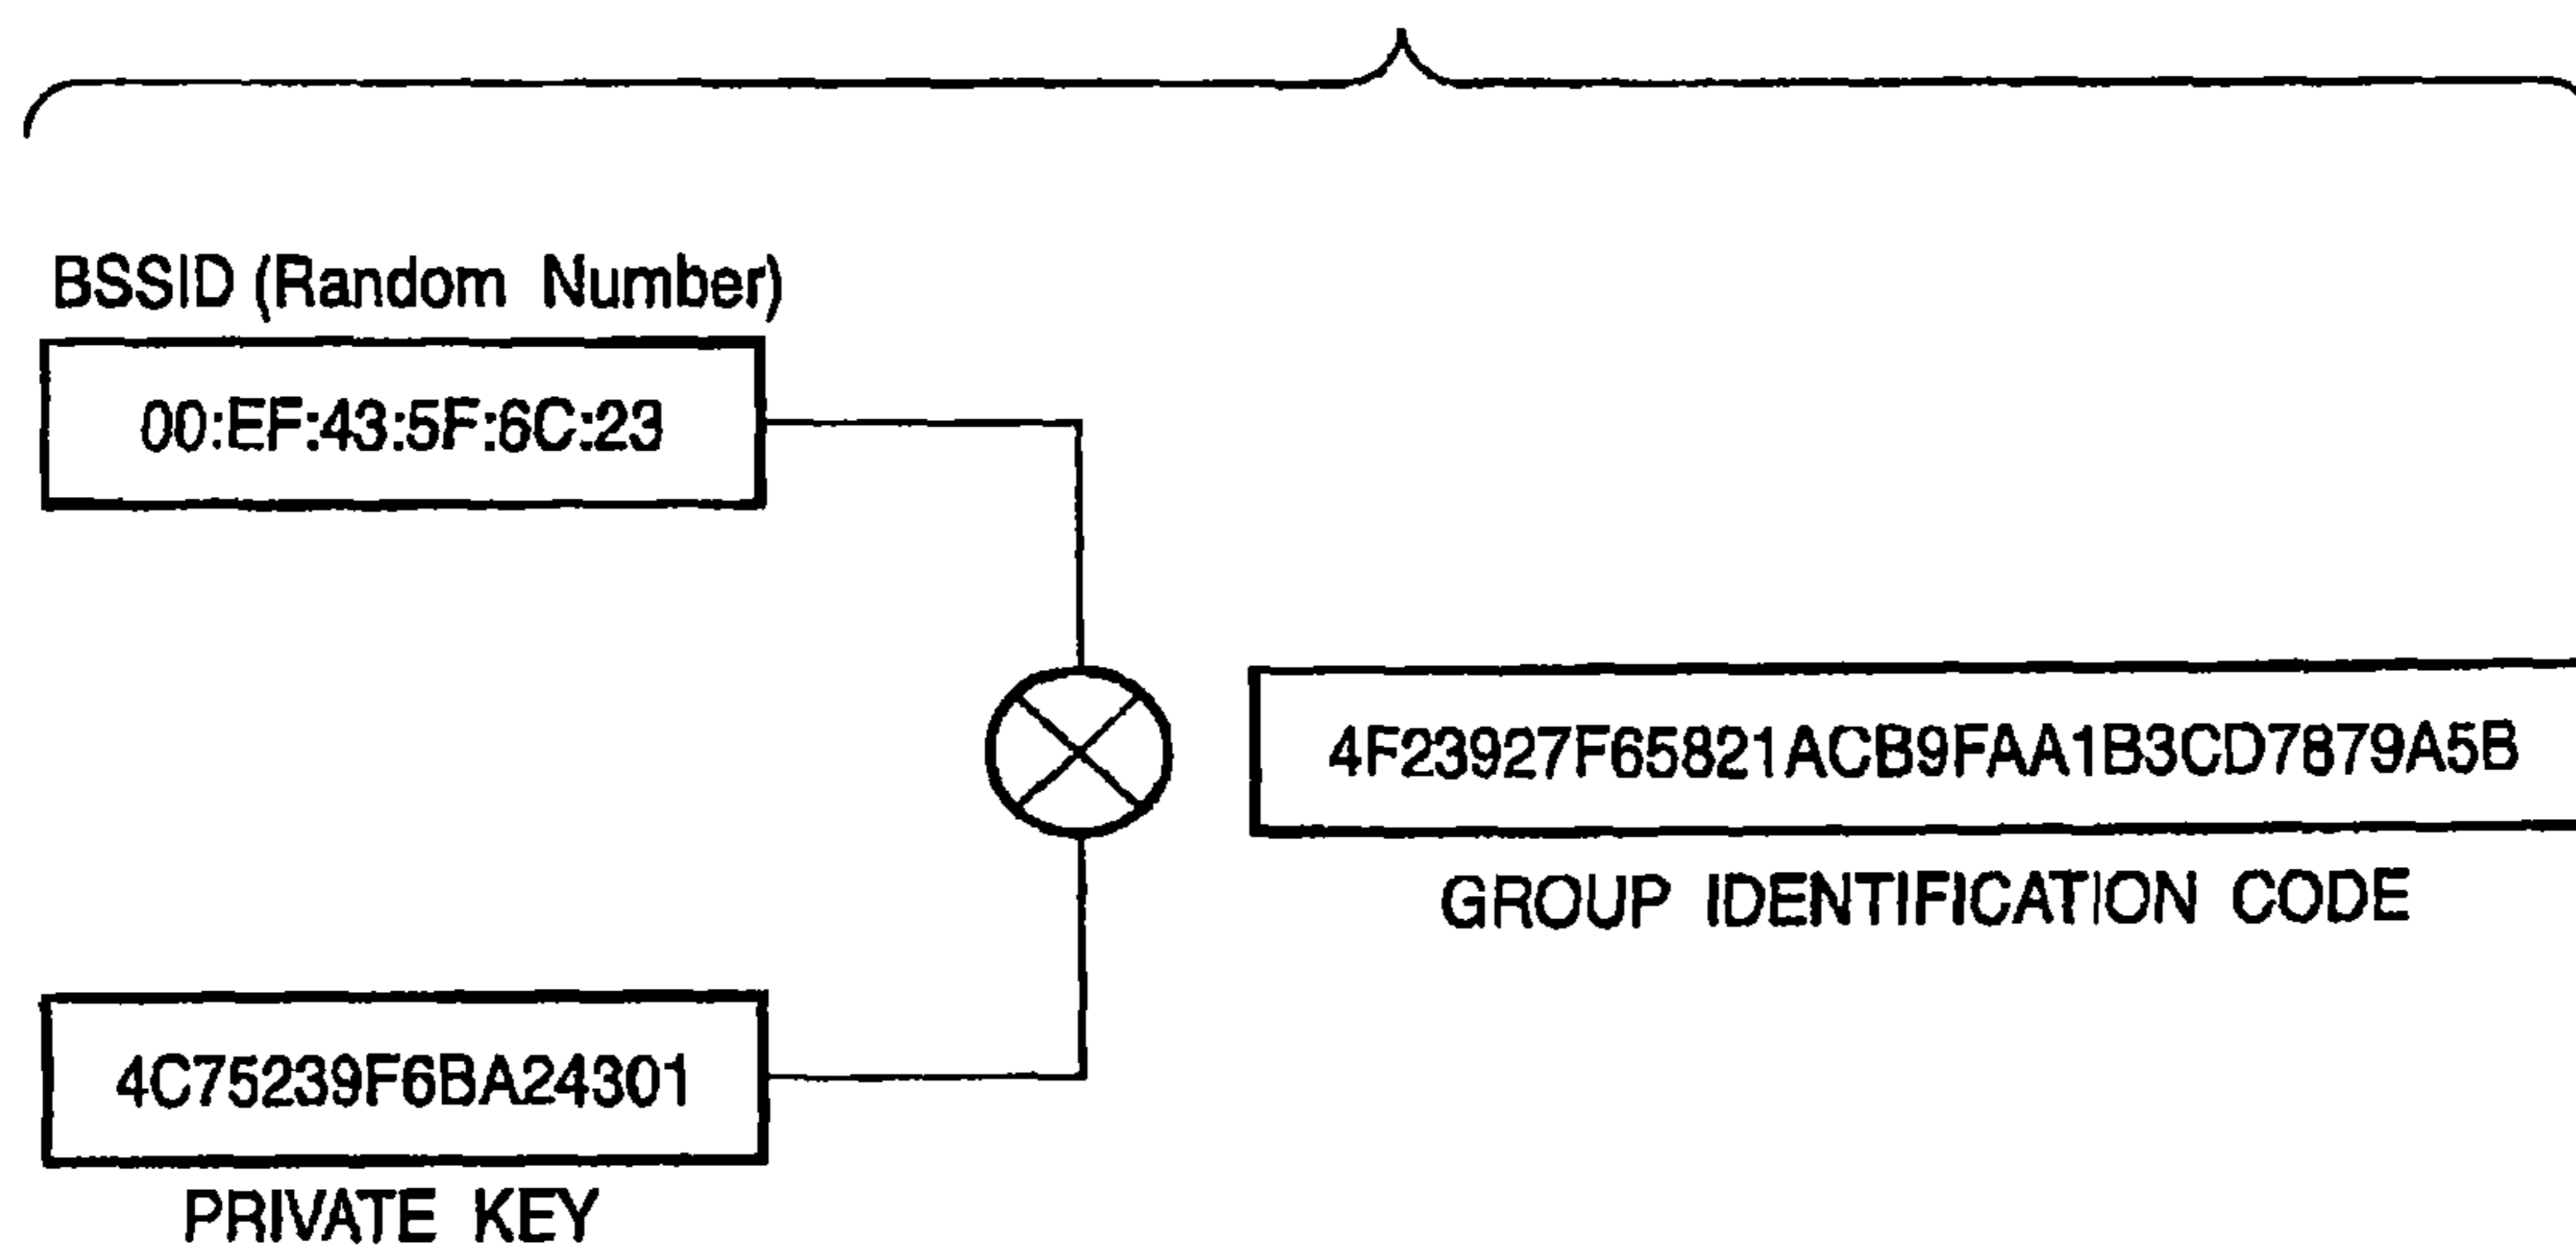 BSSID (Random Number)
00:EF:43:5F:6C:23
4F23927F65821ACB9FAA1B3CD7879A5B
GROUP IDENTIFICATION CODE
4C75239F6BA24301
PRIVATE KEY